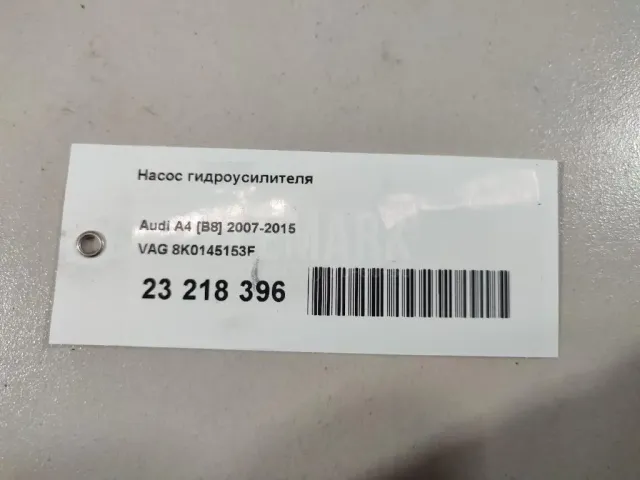 Насос гидроусилителя
Audi A4 [B8] 2007-2015
VAG 8K0145153F
23 218 396